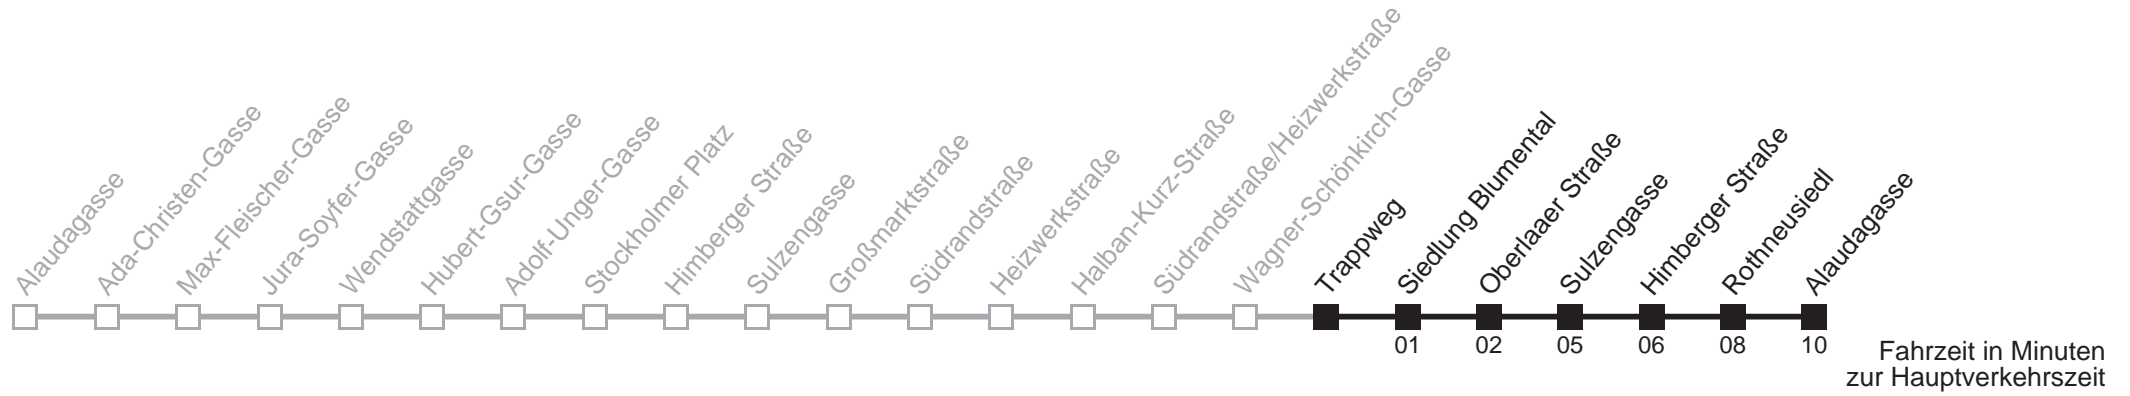 Alaudagasse
Ada-Christen-Gasse
Max-Fleischer-Gasse
Jura-Soyfer-Gasse
Wendstattgasse
Hubert-Gsur-Gasse
Adolf-Unger-Gasse
Stockholmer Platz
Himberger Straße
Sulzengasse
Großmarktstraße
Südrandstraße
Heizwerkstraße
Halban-Kurz-Straße
Südrandstraße/Heizwerkstraße
Wagner-Schönkirch-Gasse
Trappweg
Siedlung Blumental
Oberlaaer Straße
Sulzengasse
Himberger Straße
Rothneusiedl
Alaudagasse
01 02 05 06 08 10
Fahrzeit in Minuten
zur Hauptverkehrszeit